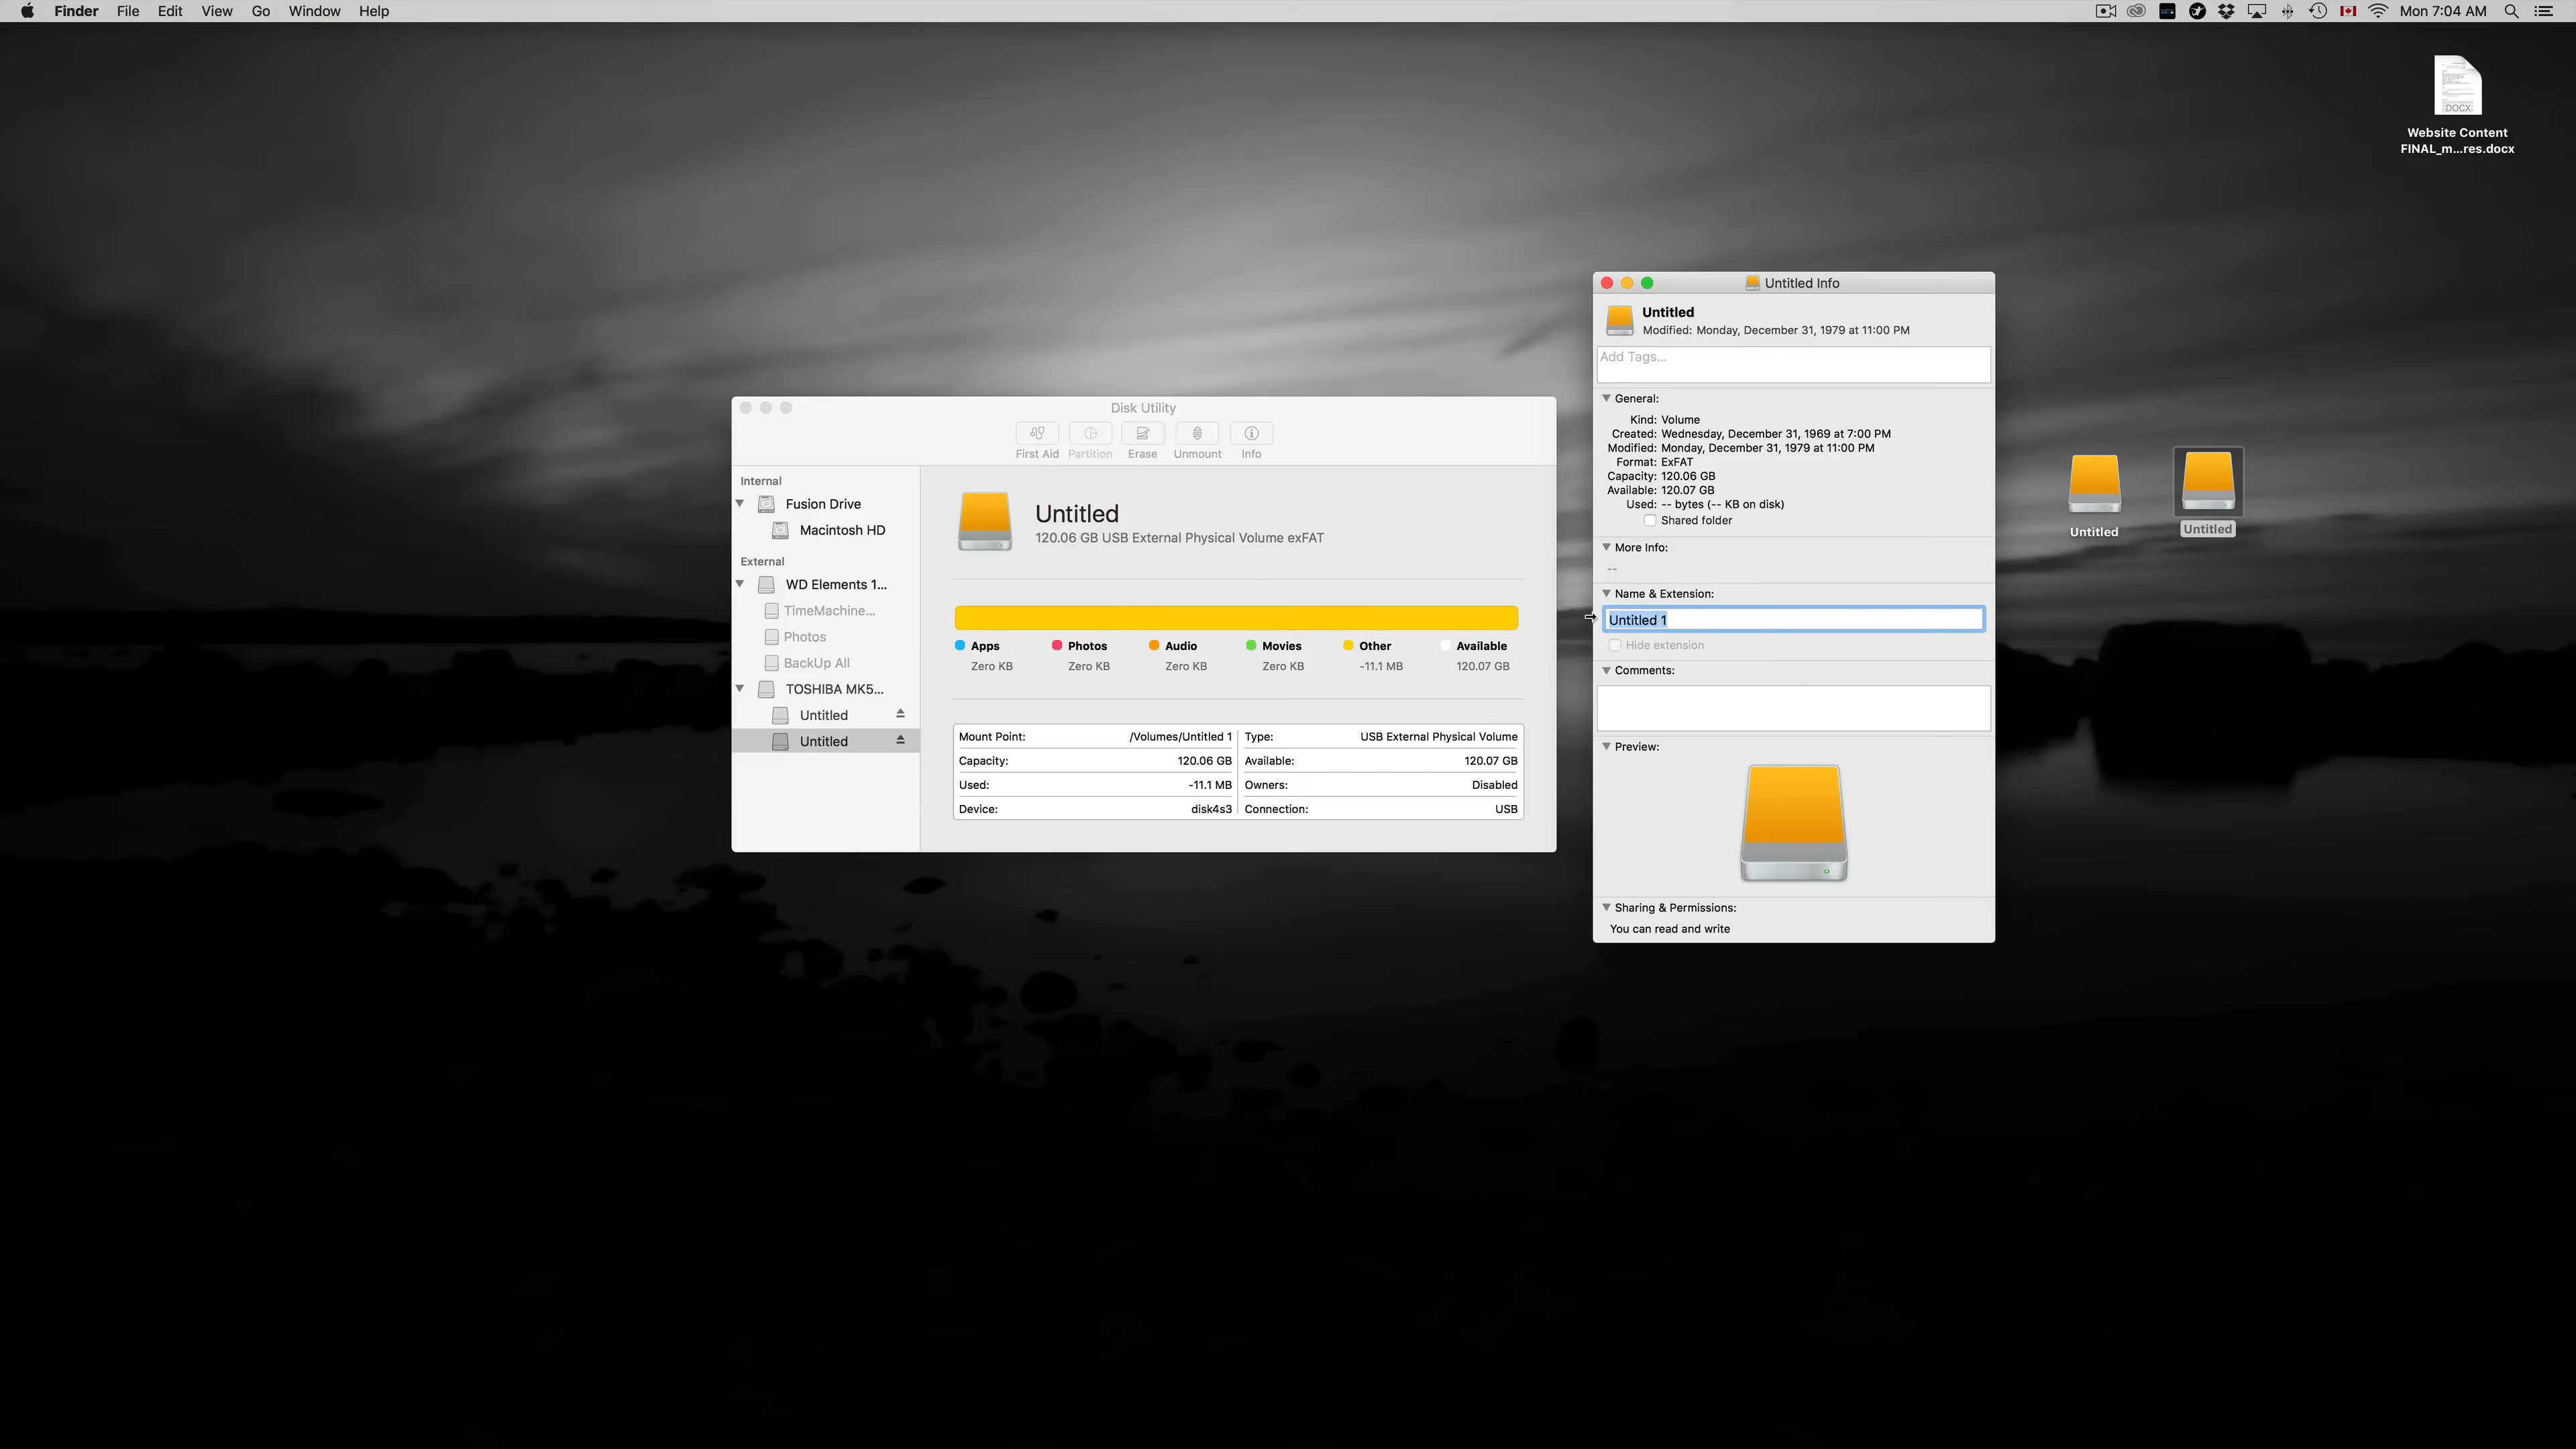 Finder File Edit View Go Window Help
Mon 7:04 AM
DOCX
Website Content
FINAL_m...res.docx
Disk Utility
First Aid Partition Erase Unmount Info
Internal
Fusion Drive
Macintosh HD
External
WD Elements 1...
TimeMachine...
Photos
BackUp All
TOSHIBA MK5...
Untitled
Untitled
Untitled
120.06 GB USB External Physical Volume exFAT
Apps Photos Audio Movies Other Available
Zero KB Zero KB Zero KB Zero KB -11.1 MB 120.07 GB
Mount Point: /Volumes/Untitled 1 Type: USB External Physical Volume
Capacity: 120.06 GB Available: 120.07 GB
Used: -11.1 MB Owners: Disabled
Device: disk4s3 Connection: USB
Untitled Info
Untitled
Modified: Monday, December 31, 1979 at 11:00 PM
Add Tags...
General:
Kind: Volume
Created: Wednesday, December 31, 1969 at 7:00 PM
Modified: Monday, December 31, 1979 at 11:00 PM
Format: ExFAT
Capacity: 120.06 GB
Available: 120.07 GB
Used: -- bytes (-- KB on disk)
Shared folder
More Info:
--
Name & Extension:
Untitled 1
Hide extension
Comments:
Preview:
Sharing & Permissions:
You can read and write
Untitled
Untitled